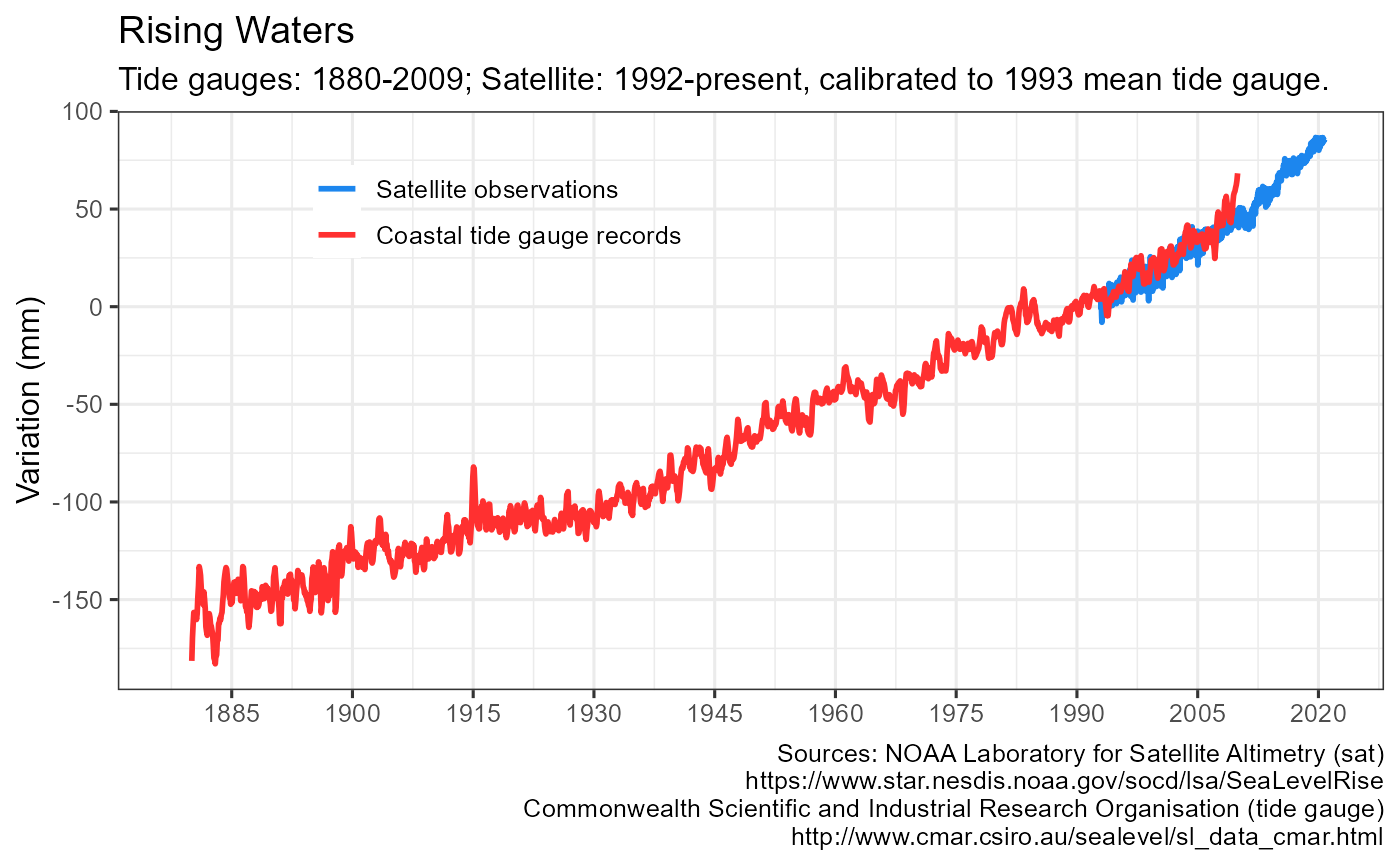 Rising Waters
Tide gauges: 1880-2009; Satellite: 1992-present, calibrated to 1993 mean tide gauge.
100
50
0
-50
-100
-150
Variation (mm)
Satellite observations
Coastal tide gauge records
1885 1900 1915 1930 1945 1960 1975 1990 2005 2020
Sources: NOAA Laboratory for Satellite Altimetry (sat)
https://www.star.nesdis.noaa.gov/socd/lsa/SeaLevelRise
Commonwealth Scientific and Industrial Research Organisation (tide gauge)
http://www.cmar.csiro.au/sealevel/sl_data_cmar.html